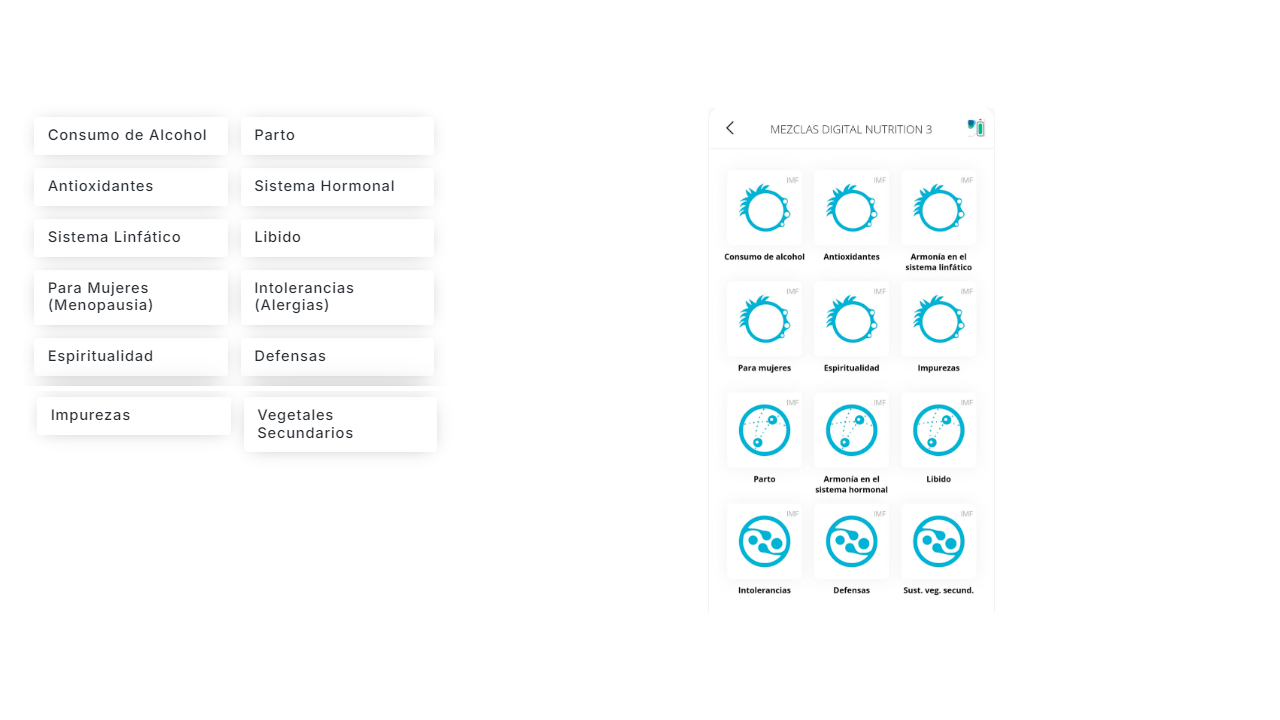 Consumo de Alcohol
Parto
Antioxidantes
Sistema Hormonal
Sistema Linfático
Libido
Para Mujeres
(Menopausia)
Intolerancias
(Alergias)
Espiritualidad
Defensas
Impurezas
Vegetales
Secundarios
MEZCLAS DIGITAL NUTRITION 3
IMF
IMF
IMF
Consumo de alcohol
Antioxidantes
Armonía en el
sistema linfático
IMF
IMF
IMF
Para mujeres
Espiritualidad
Impurezas
IMF
IMF
IMF
Parto
Armonía en el
sistema hormonal
Libido
IMF
IMF
IMF
Intolerancias
Defensas
Sust. veg. secund.